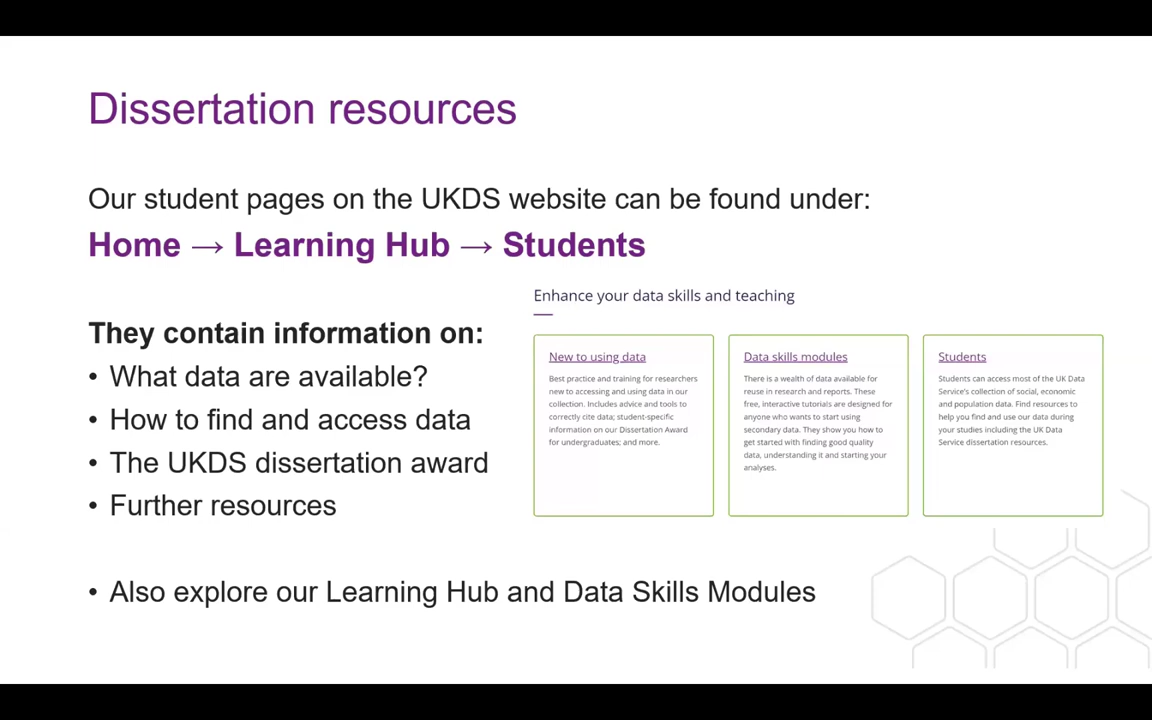 Dissertation resources
Our student pages on the UKDS website can be found under:
Home → Learning Hub → Students
They contain information on:
• What data are available?
• How to find and access data
• The UKDS dissertation award
• Further resources
• Also explore our Learning Hub and Data Skills Modules
Enhance your data skills and teaching
New to using data
Best practice and training for researchers
new to accessing and using data in our
collection. Includes advice and tools to
correctly cite data; student-specific
information on our Dissertation Award
for undergraduates; and more.
Data skills modules
There is a wealth of data available for
reuse in research and reports. These
free, interactive tutorials are designed for
anyone who wants to start using
secondary data. They show you how to
get started with finding good quality
data, understanding it and starting your
analyses.
Students
Students can access most of the UK Data
Service's collection of social, economic
and population data. Find resources to
help you find and use our data during
your studies including the UK Data
Service dissertation resources.